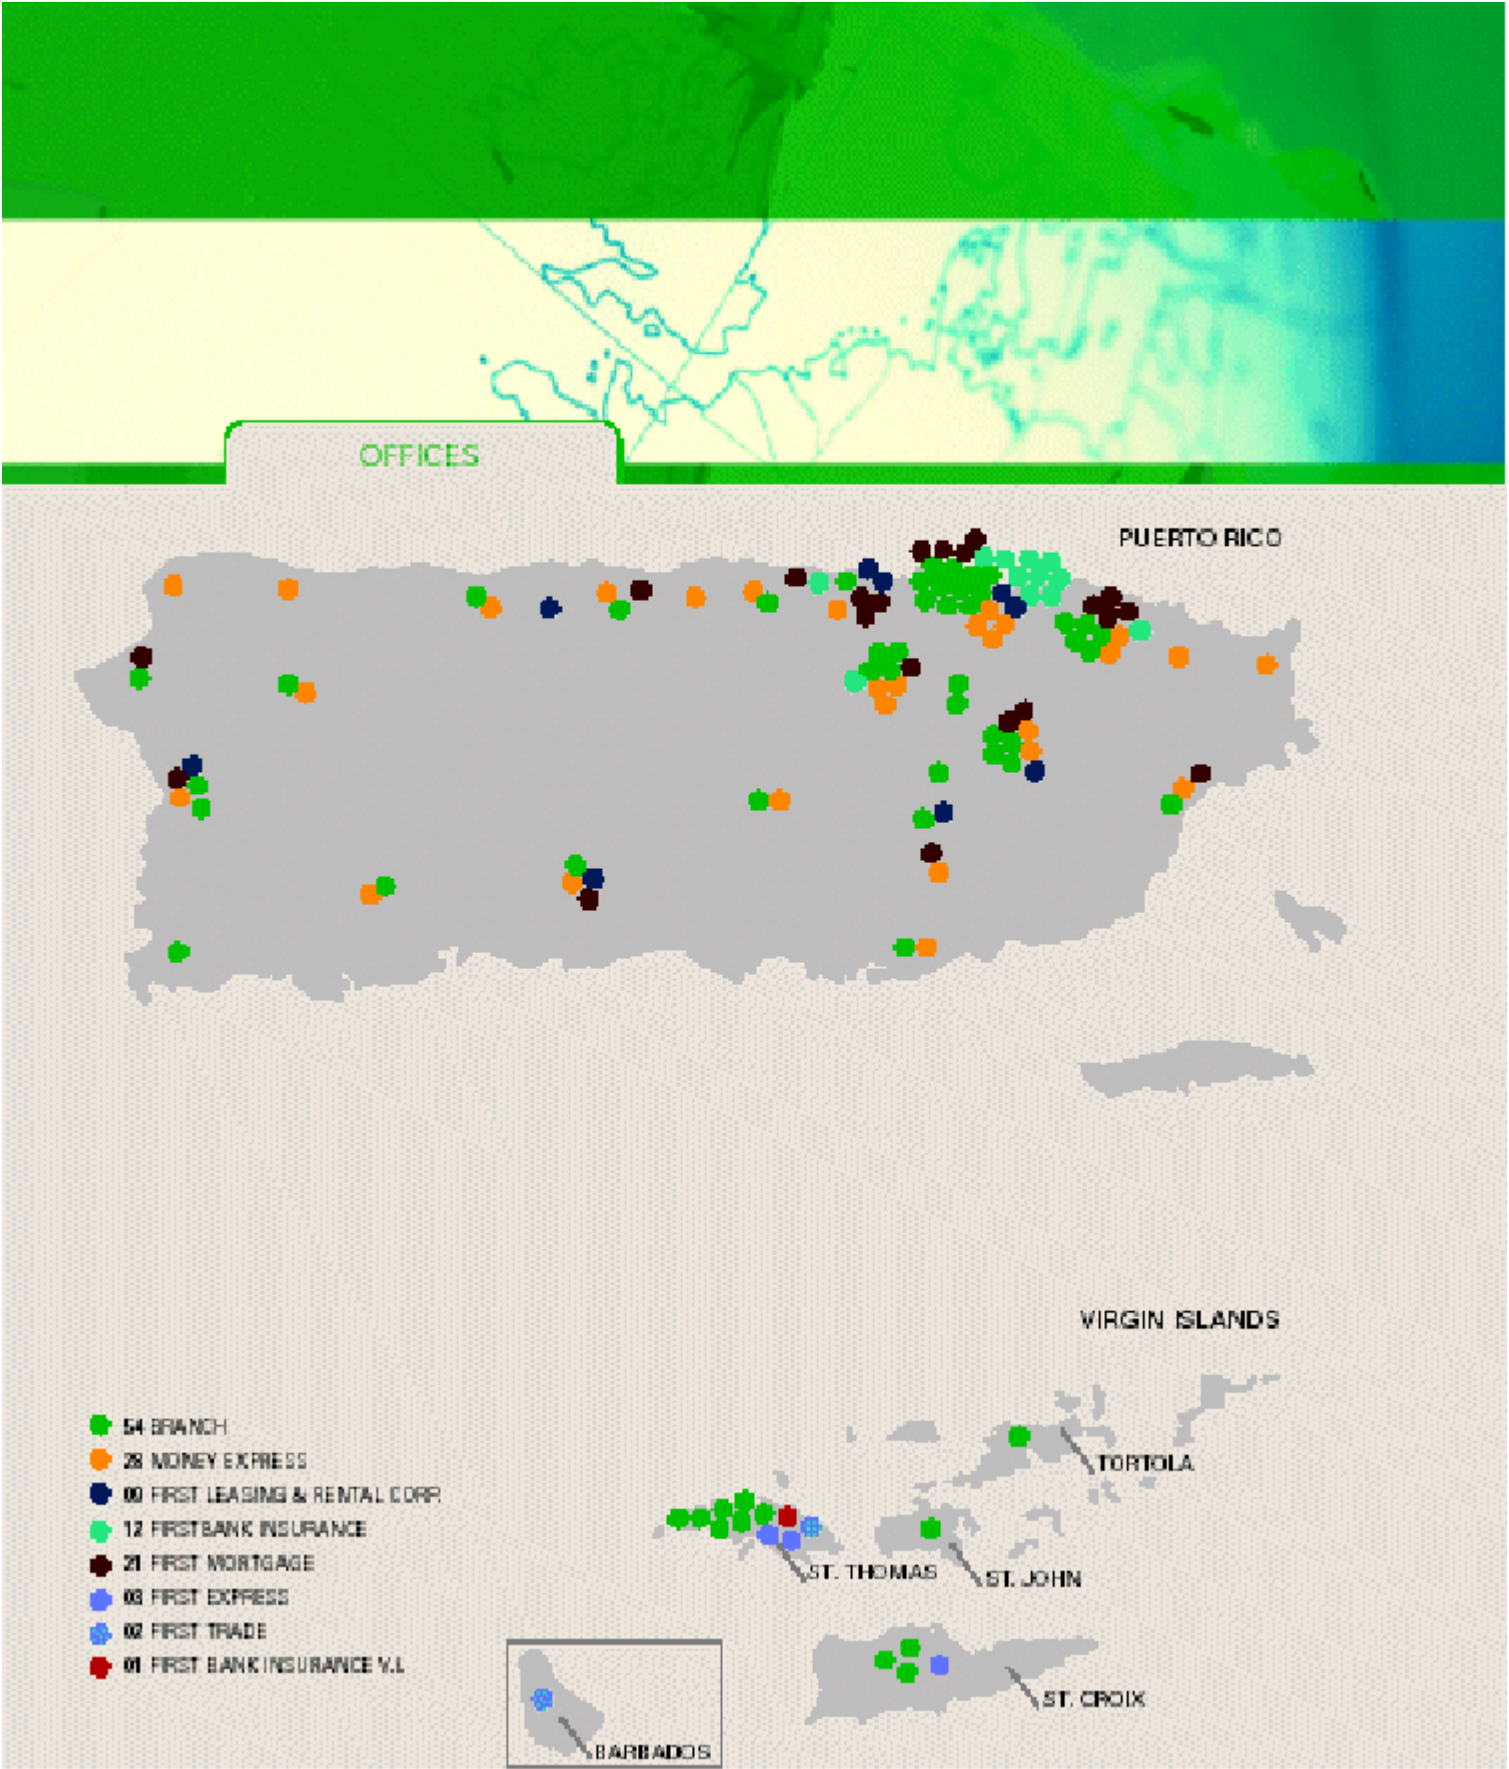 OFFICES
PUERTO RICO
VIRGIN ISLANDS
54 BRANCH
28 MONEY EXPRESS
FIRST LEASING & RENTAL CORP.
12 FIRSTBANK INSURANCE
21 FIRST MORTGAGE
03 FIRST EXPRESS
02 FIRST TRADE
01 FIRST BANK INSURANCE V.I.
TORTOLA
ST. THOMAS
ST. JOHN
ST. CROIX
BARBADOS